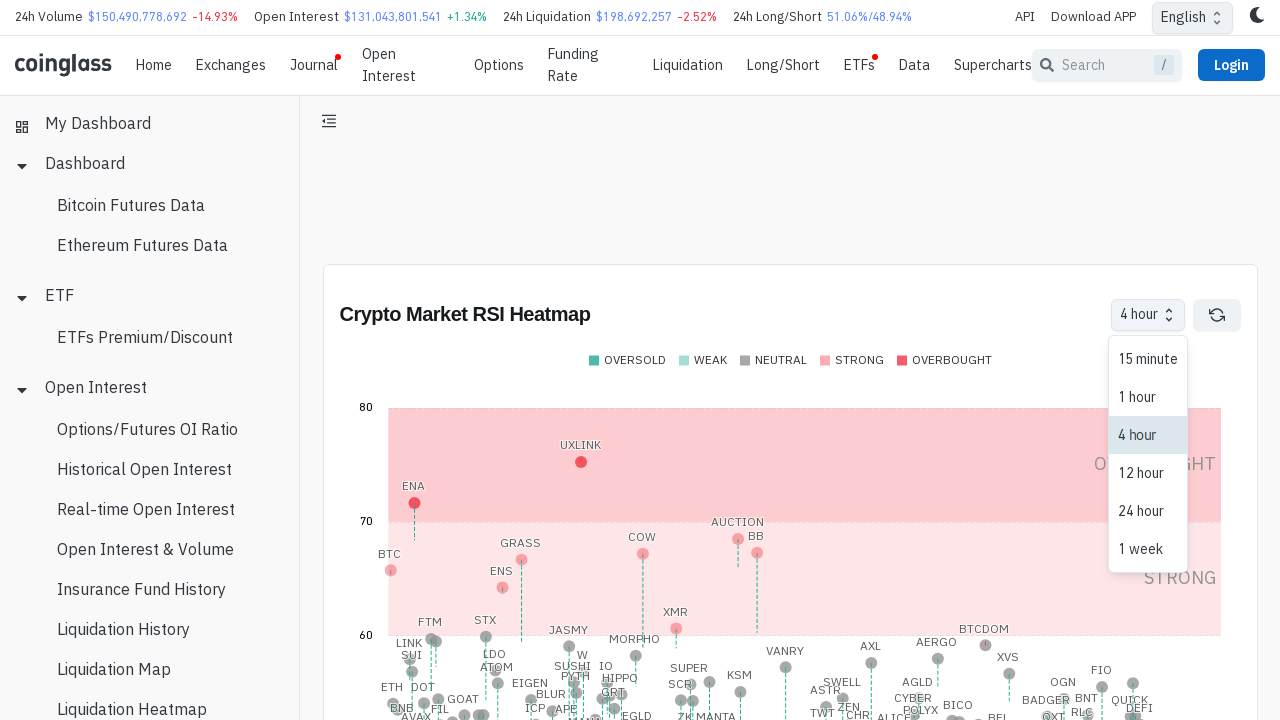 24h Volume $150,490,778,692 -14.93% Open Interest $131,043,801,541 +1.34% 24h Liquidation $198,692,257 -2.52% 24h Long/Short 51.06%/48.94% API Download APP English
coinglass Home Exchanges Journal Open Interest Options Funding Rate Liquidation Long/Short ETFs Data Supercharts Search / Login
My Dashboard
Dashboard
Bitcoin Futures Data
Ethereum Futures Data
ETF
ETFs Premium/Discount
Open Interest
Options/Futures OI Ratio
Historical Open Interest
Real-time Open Interest
Open Interest & Volume
Insurance Fund History
Liquidation History
Liquidation Map
Liquidation Heatmap
Crypto Market RSI Heatmap
4 hour
15 minute
1 hour
4 hour
12 hour
24 hour
1 week
OVERSOLD WEAK NEUTRAL STRONG OVERBOUGHT
80
UXLINK
ENA
70
AUCTION
COW BB
GRASS
BTC
ENS
STRONG
XMR
60
FTM STX
JASMY
BTCDOM
MORPHO
LINK
AERGO
AXL
SUI LDO W
VANRY
XVS
ATOM SUSHI IO
SUPER
FIO
PYTH HIPPO
KSM
ETH DOT EIGEN
SCR
SWELL AGLD OGN
GOAT BLUR GRT
ASTR
CYBER BADGER BNT QUICK
BNB FIL ICP APE
ZEN POLYX BICO RLC DEFI
AVAX EGLD ZK MANTA TWT CHR ALICE